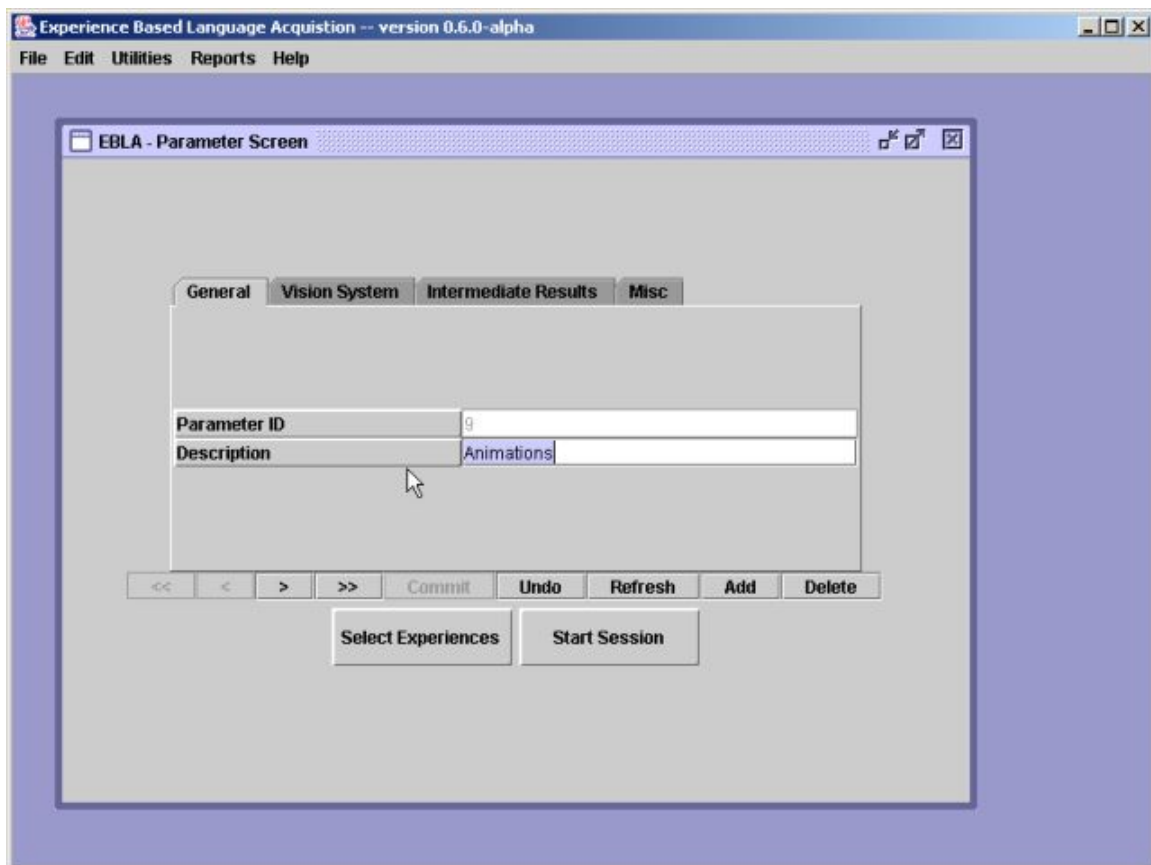 Experience Based Language Acquistion -- version 0.6.0-alpha
File Edit Utilities Reports Help
EBLA - Parameter Screen
General Vision System Intermediate Results Misc
Parameter ID 9
Description Animations
<< < > >> Commit Undo Refresh Add Delete
Select Experiences Start Session